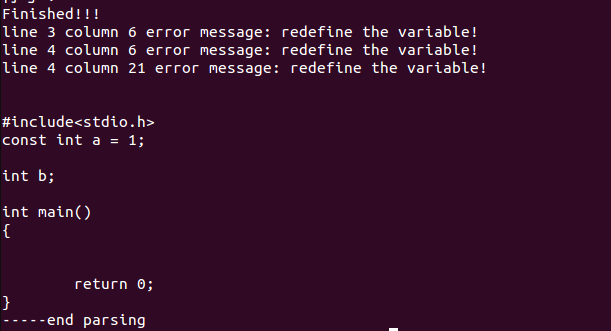 Finished!!!
line 3 column 6 error message: redefine the variable!
line 4 column 6 error message: redefine the variable!
line 4 column 21 error message: redefine the variable!
#include<stdio.h>
const int a = 1;
int b;
int main()
{
return 0;
}
-----end parsing